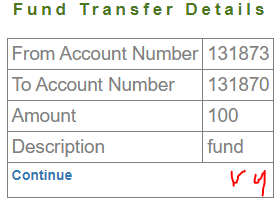 Fund Transfer Details
From Account Number 131873
To Account Number 131870
Amount 100
Description fund
Continue